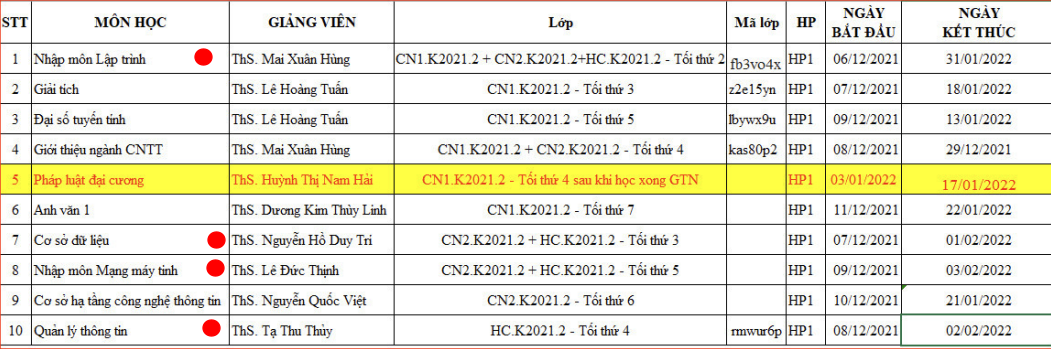 STT MÔN HỌC GIẢNG VIÊN Lớp Mã lớp HP NGÀY BẮT ĐẦU NGÀY KẾT THÚC
1 Nhập môn Lập trình ThS. Mai Xuân Hùng CN1.K2021.2 + CN2.K2021.2+HC.K2021.2 - Tối thứ 2 fb3vo4x HP1 06/12/2021 31/01/2022
2 Giải tích ThS. Lê Hoàng Tuấn CN1.K2021.2 - Tối thứ 3 z2e15yn HP1 07/12/2021 18/01/2022
3 Đại số tuyến tính ThS. Lê Hoàng Tuấn CN1.K2021.2 - Tối thứ 5 lbywx9u HP1 09/12/2021 13/01/2022
4 Giới thiệu ngành CNTT ThS. Mai Xuân Hùng CN1.K2021.2 + CN2.K2021.2 - Tối thứ 4 kas80p2 HP1 08/12/2021 29/12/2021
5 Pháp luật đại cương ThS. Huỳnh Thị Nam Hải CN1.K2021.2 - Tối thứ 4 sau khi học xong GTN HP1 03/01/2022 17/01/2022
6 Anh văn 1 ThS. Dương Kim Thùy Linh CN1.K2021.2 - Tối thứ 7 HP1 11/12/2021 22/01/2022
7 Cơ sở dữ liệu ThS. Nguyễn Hồ Duy Trí CN2.K2021.2 + HC.K2021.2 - Tối thứ 3 HP1 07/12/2021 01/02/2022
8 Nhập môn Mạng máy tính ThS. Lê Đức Thịnh CN2.K2021.2 + HC.K2021.2 - Tối thứ 5 HP1 09/12/2021 03/02/2022
9 Cơ sở hạ tầng công nghệ thông tin ThS. Nguyễn Quốc Việt CN2.K2021.2 - Tối thứ 6 HP1 10/12/2021 21/01/2022
10 Quản lý thông tin ThS. Tạ Thu Thủy HC.K2021.2 - Tối thứ 4 rmwur6p HP1 08/12/2021 02/02/2022